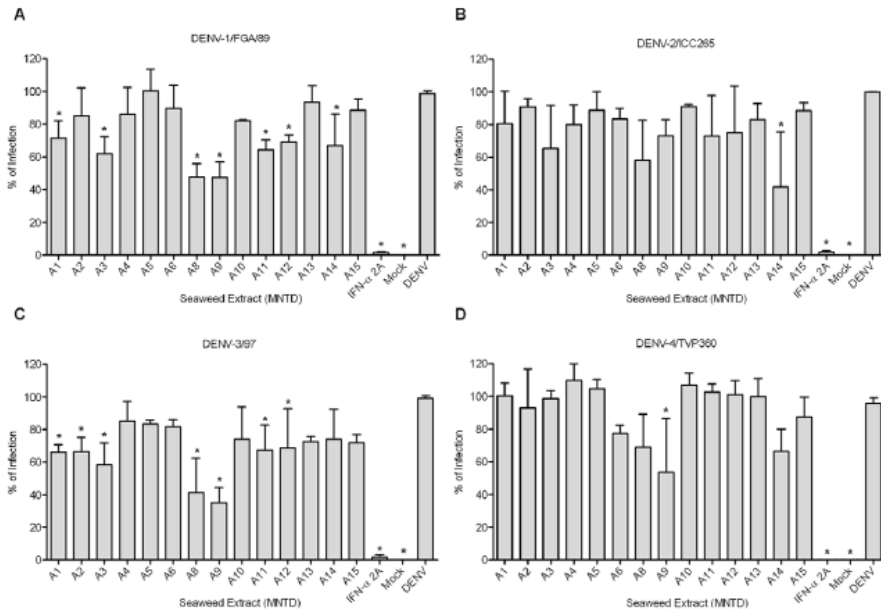 A
DENV-1/FGA/89
% of Infection
120
100
80
60
40
20
0
* * * * * * * * *
A1 A2 A3 A4 A5 A6 A8 A9 A10 A11 A12 A13 A14 A15 IFN-α 2A Mock DENV
Seaweed Extract (MNTD)
B
DENV-2/ICC265
% of Infection
120
100
80
60
40
20
0
* * *
A1 A2 A3 A4 A5 A6 A8 A9 A10 A11 A12 A13 A14 A15 IFN-α 2A Mock DENV
Seaweed Extract (MNTD)
C
DENV-3/97
% of Infection
120
100
80
60
40
20
0
* * * * * * * * *
A1 A2 A3 A4 A5 A6 A8 A9 A10 A11 A12 A13 A14 A15 IFN-α 2A Mock DENV
Seaweed Extract (MNTD)
D
DENV-4/TVP360
% of Infection
120
100
80
60
40
20
0
* * *
A1 A2 A3 A4 A5 A6 A8 A9 A10 A11 A12 A13 A14 A15 IFN-α 2A Mock DENV
Seaweed Extract (MNTD)